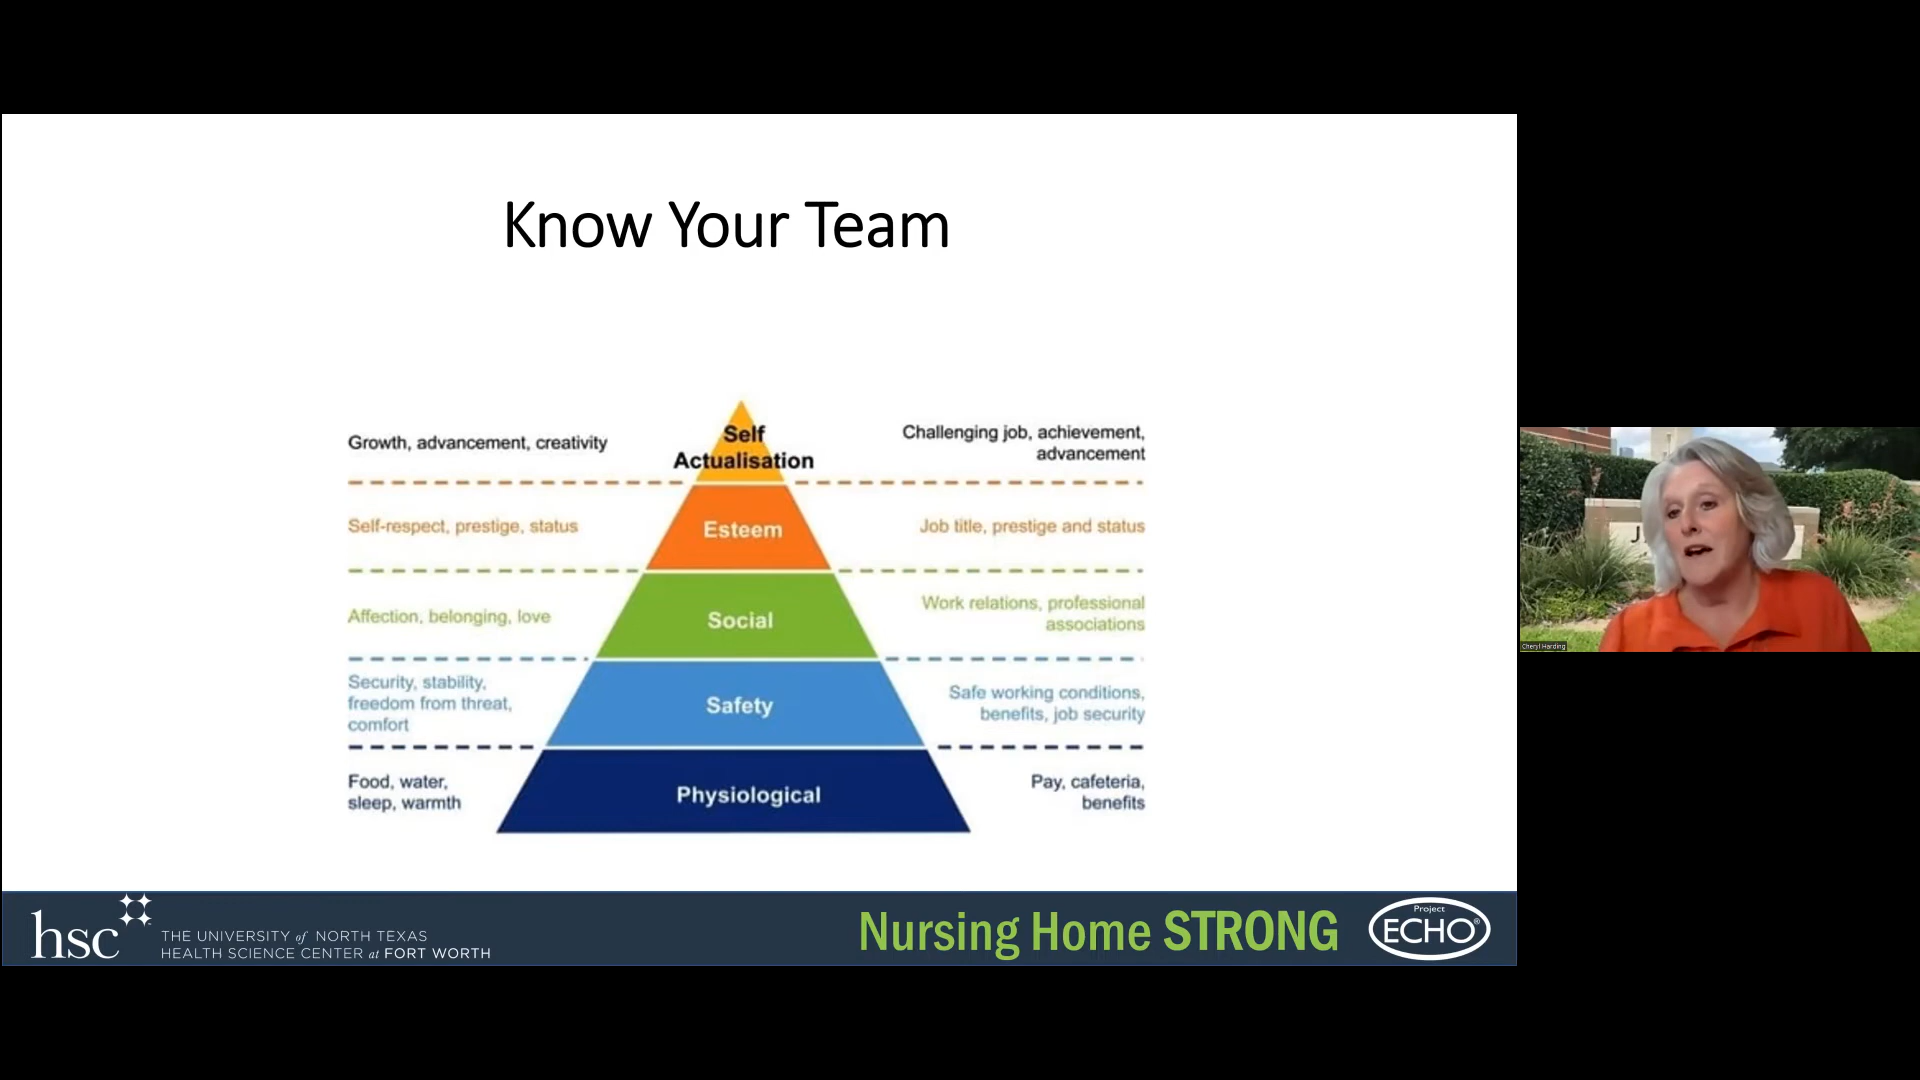 Know Your Team
Growth, advancement, creativity
Self
Actualisation
Challenging job, achievement,
advancement
Self-respect, prestige, status
Esteem
Job title, prestige and status
Affection, belonging, love
Social
Work relations, professional
associations
Security, stability,
freedom from threat,
comfort
Safety
Safe working conditions,
benefits, job security
Food, water,
sleep, warmth
Physiological
Pay, cafeteria,
benefits
hsc
THE UNIVERSITY of NORTH TEXAS
HEALTH SCIENCE CENTER at FORT WORTH
Nursing Home STRONG
Project
ECHO®
Cheryl Harding